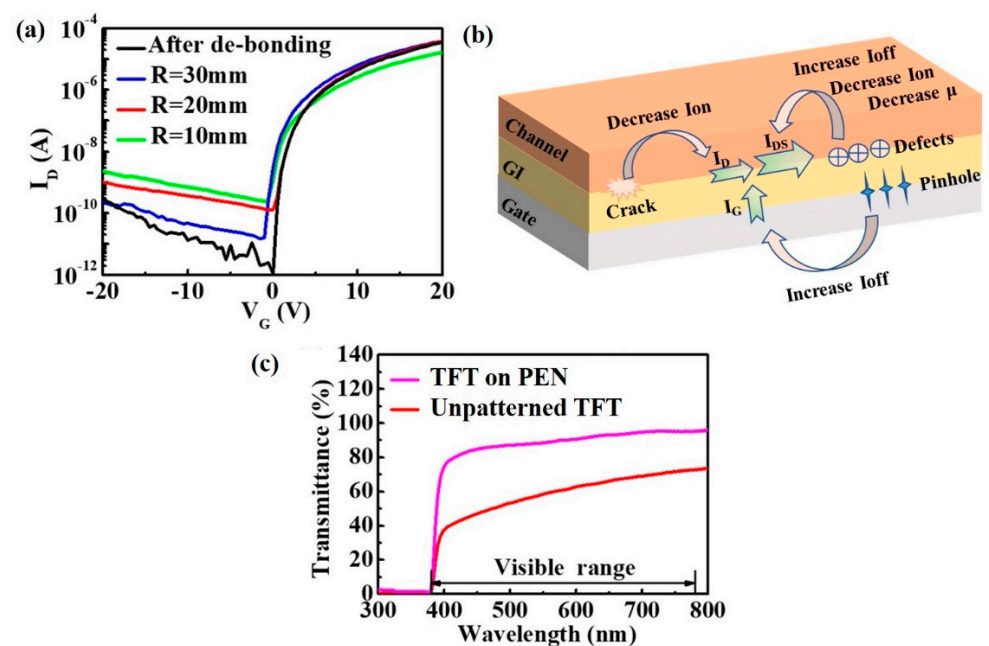 (a)
10⁻⁴
10⁻⁶
10⁻⁸
10⁻¹⁰
10⁻¹²
I_D (A)
After de-bonding
R=30mm
R=20mm
R=10mm
-20 -10 0 10 20
V_G (V)
(b)
Increase Ioff
Decrease Ion
Decrease μ
Decrease Ion
Channel
GI
Gate
I_D
I_DS
Defects
Crack
I_G
Pinhole
Increase Ioff
(c)
140
120
100
80
60
40
20
0
Transmittance (%)
TFT on PEN
Unpatterned TFT
Visible range
300 400 500 600 700 800
Wavelength (nm)